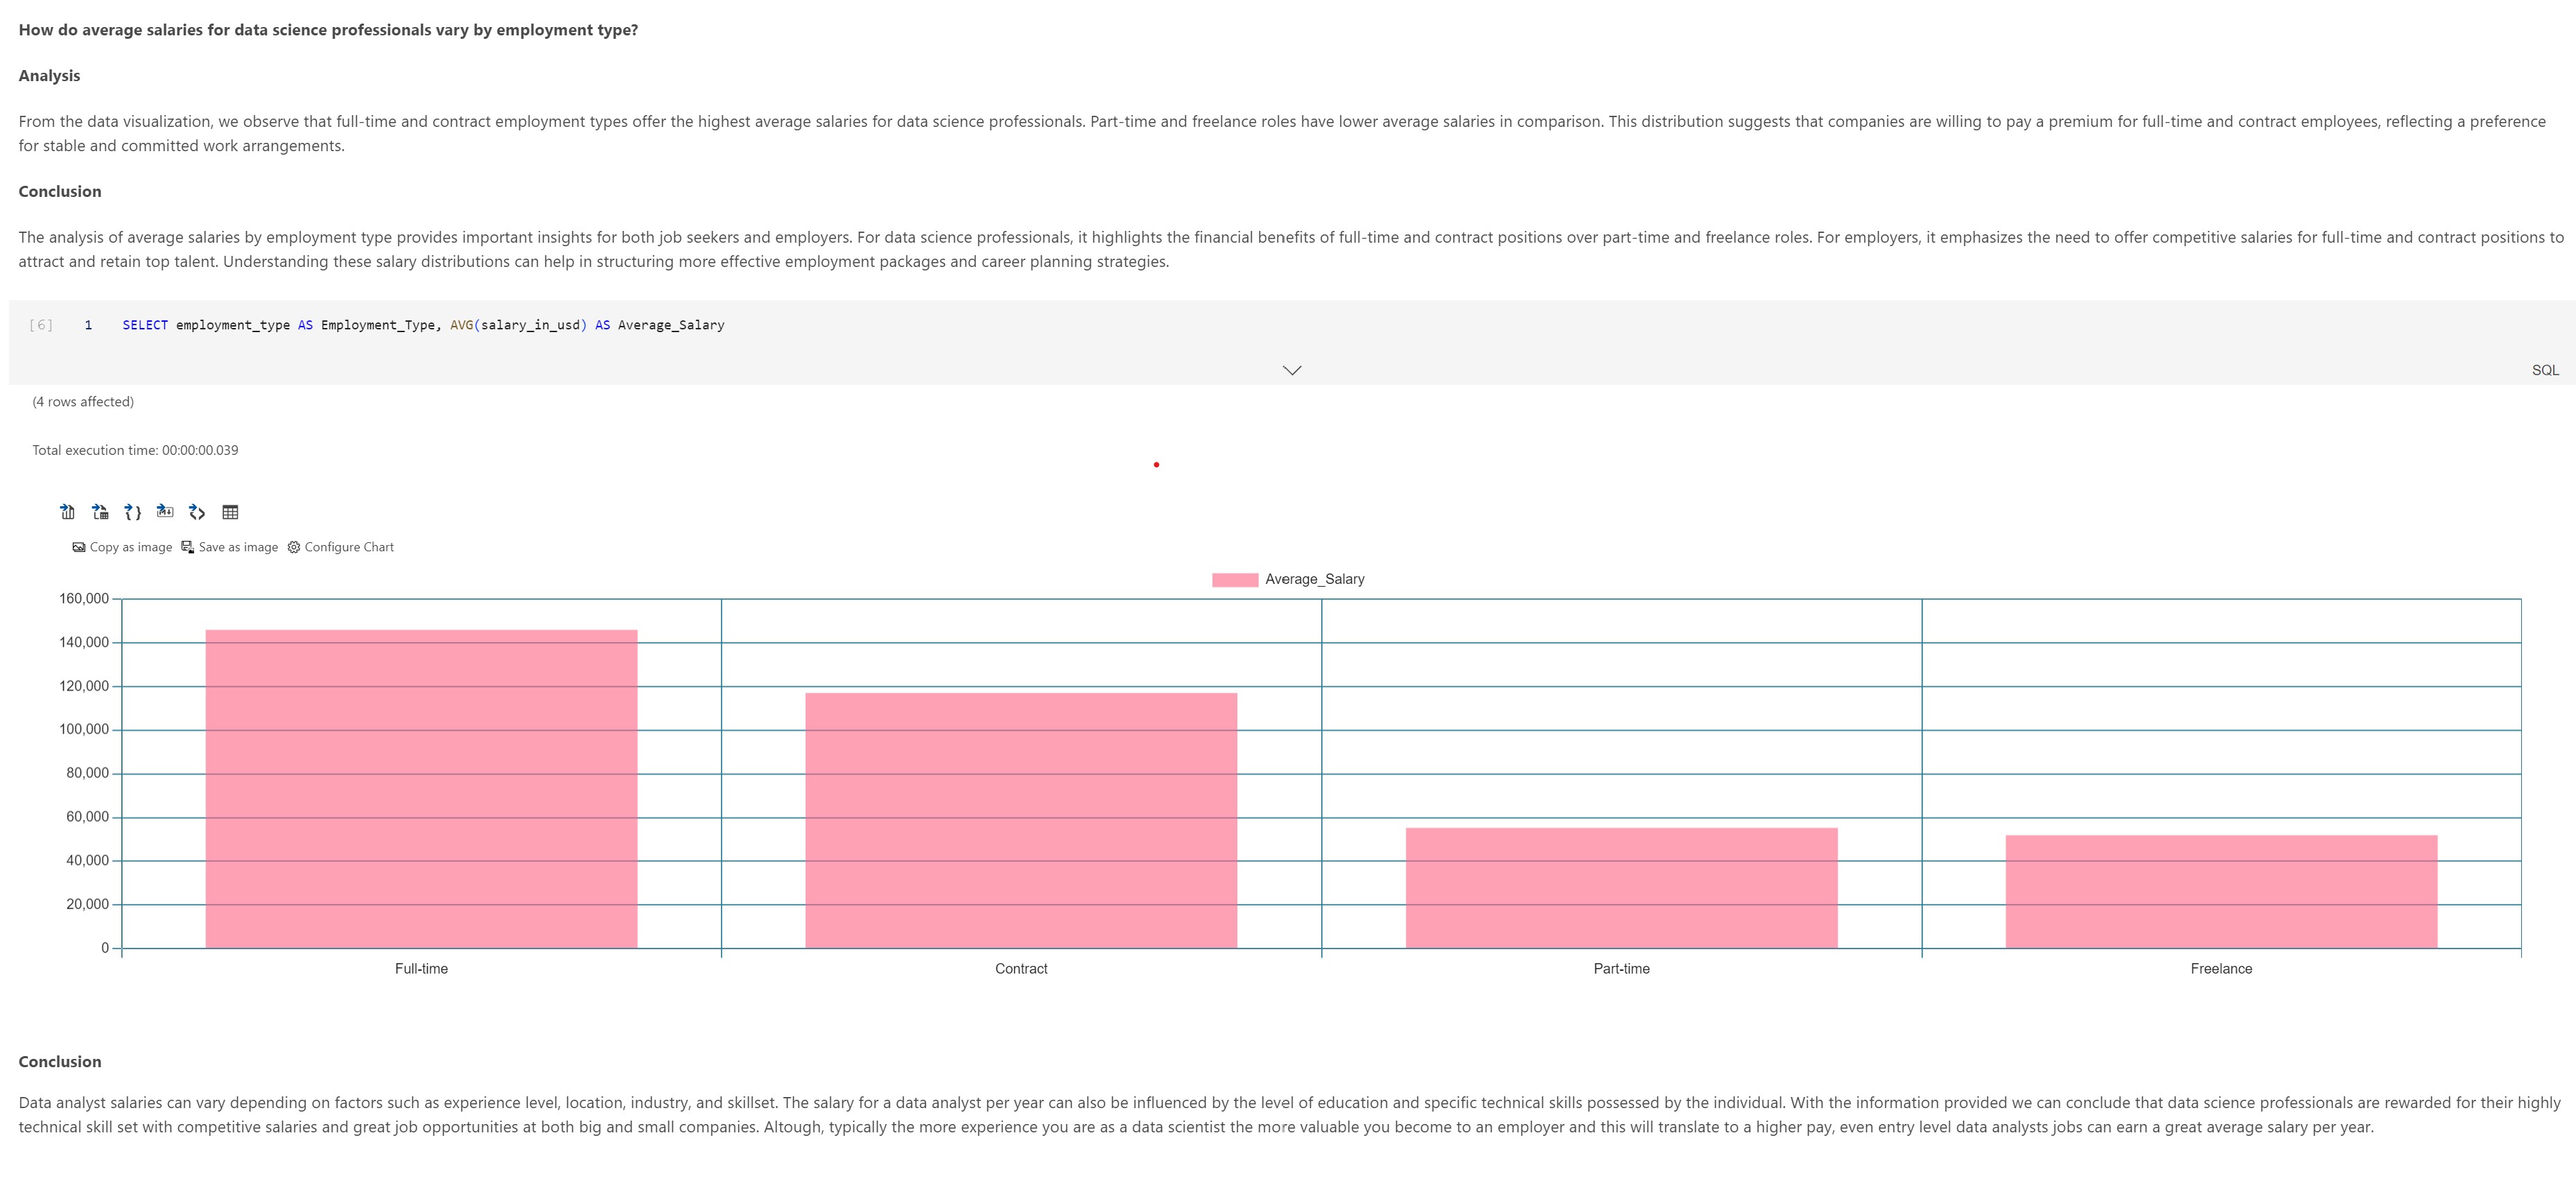 How do average salaries for data science professionals vary by employment type?
Analysis
From the data visualization, we observe that full-time and contract employment types offer the highest average salaries for data science professionals. Part-time and freelance roles have lower average salaries in comparison. This distribution suggests that companies are willing to pay a premium for full-time and contract employees, reflecting a preference
for stable and committed work arrangements.
Conclusion
The analysis of average salaries by employment type provides important insights for both job seekers and employers. For data science professionals, it highlights the financial benefits of full-time and contract positions over part-time and freelance roles. For employers, it emphasizes the need to offer competitive salaries for full-time and contract positions to
attract and retain top talent. Understanding these salary distributions can help in structuring more effective employment packages and career planning strategies.
[6] 1 SELECT employment_type AS Employment_Type, AVG(salary_in_usd) AS Average_Salary
SQL
(4 rows affected)
Total execution time: 00:00:00.039
Copy as image Save as image Configure Chart
Average_Salary
160,000
140,000
120,000
100,000
80,000
60,000
40,000
20,000
0
Full-time Contract Part-time Freelance
Conclusion
Data analyst salaries can vary depending on factors such as experience level, location, industry, and skillset. The salary for a data analyst per year can also be influenced by the level of education and specific technical skills possessed by the individual. With the information provided we can conclude that data science professionals are rewarded for their highly
technical skill set with competitive salaries and great job opportunities at both big and small companies. Altough, typically the more experience you are as a data scientist the more valuable you become to an employer and this will translate to a higher pay, even entry level data analysts jobs can earn a great average salary per year.